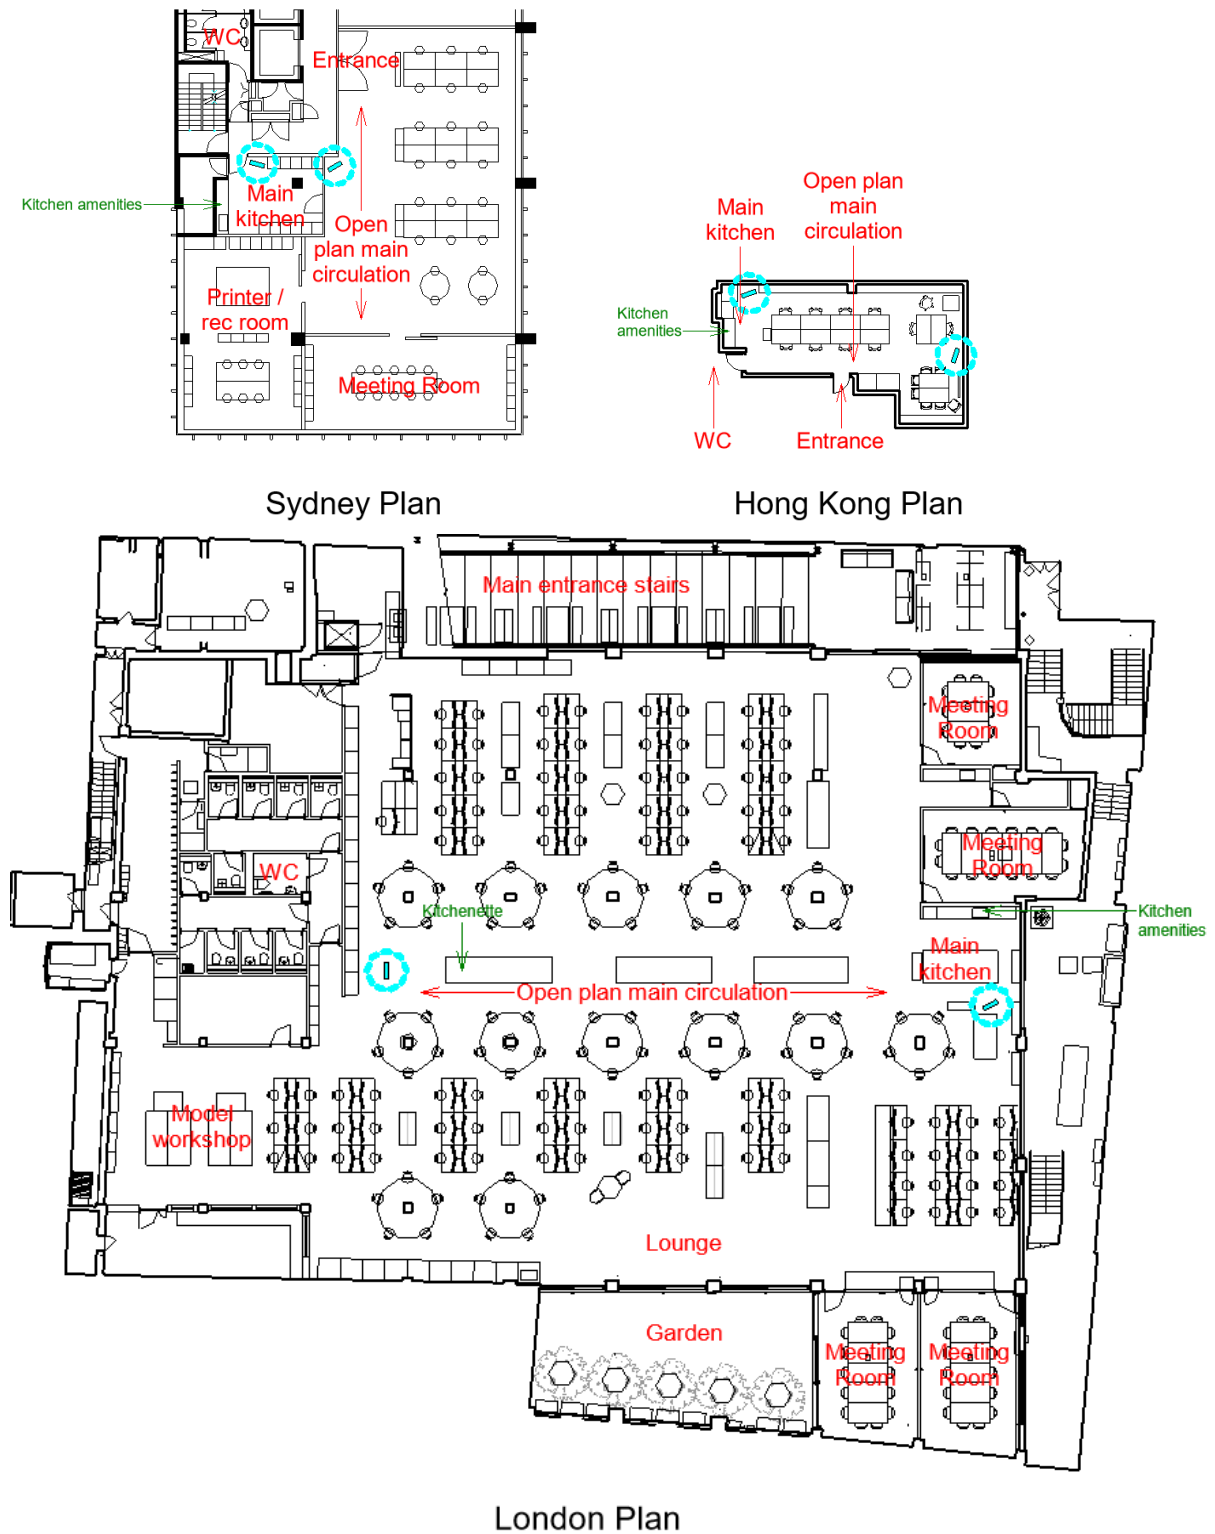 WC
Entrance
Main
kitchen
Kitchen amenities
Open
plan main
circulation
Printer /
rec room
Meeting Room
Sydney Plan
Open plan
main
circulation
Main
kitchen
Kitchen
amenities
WC
Entrance
Hong Kong Plan
Main entrance stairs
Meeting
Room
Meeting
Room
WC
Kitchenette
Kitchen
amenities
Main
kitchen
Open plan main circulation
Model
workshop
Lounge
Garden
Meeting
Room
Meeting
Room
London Plan